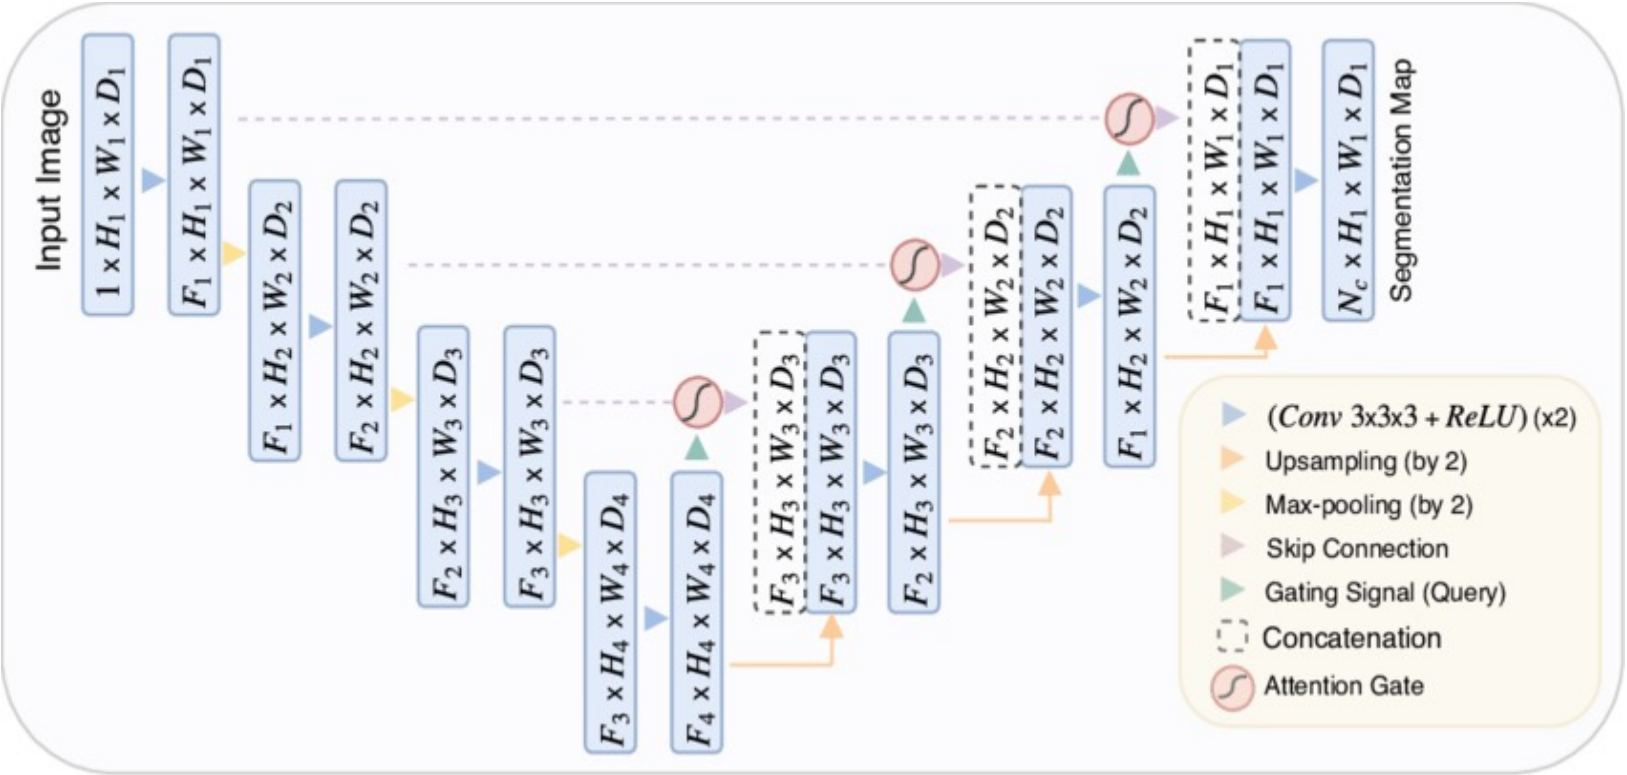 Input Image
1 x H₁ x W₁ x D₁
F₁ x H₁ x W₁ x D₁
F₁ x H₂ x W₂ x D₂
F₂ x H₂ x W₂ x D₂
F₂ x H₃ x W₃ x D₃
F₃ x H₃ x W₃ x D₃
F₃ x H₄ x W₄ x D₄
F₄ x H₄ x W₄ x D₄
F₃ x H₃ x W₃ x D₃
F₃ x H₃ x W₃ x D₃
F₂ x H₃ x W₃ x D₃
F₂ x H₂ x W₂ x D₂
F₂ x H₂ x W₂ x D₂
F₁ x H₂ x W₂ x D₂
F₁ x H₁ x W₁ x D₁
F₁ x H₁ x W₁ x D₁
N_c x H₁ x W₁ x D₁
Segmentation Map
(Conv 3x3x3 + ReLU) (x2)
Upsampling (by 2)
Max-pooling (by 2)
Skip Connection
Gating Signal (Query)
Concatenation
Attention Gate